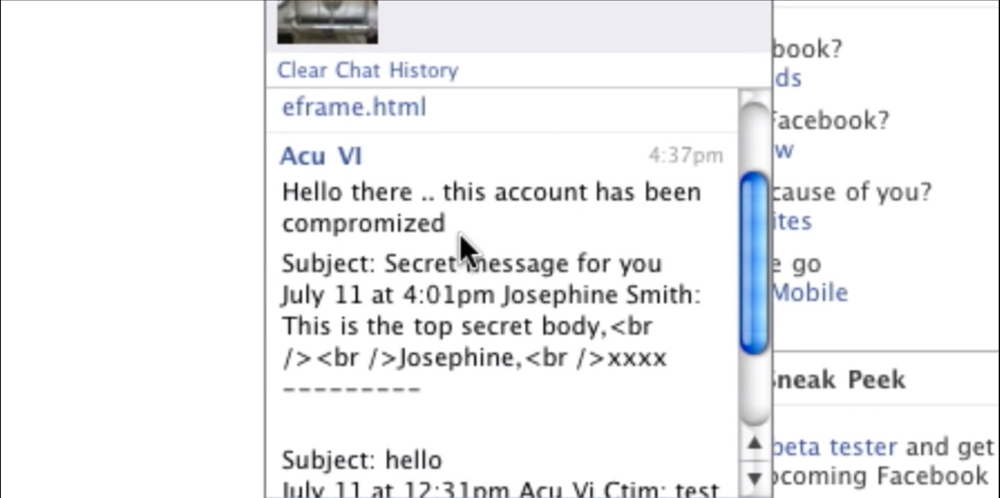 Clear Chat History
eframe.html
Acu VI 4:37pm
Hello there .. this account has been
compromized
Subject: Secret message for you
July 11 at 4:01pm Josephine Smith:
This is the top secret body,<br
/><br />Josephine,<br />xxxx
---------
Subject: hello
July 11 at 12:31pm Acu Vi Ctim: test
book?
ds
Facebook?
w
cause of you?
ites
e go
Mobile
Sneak Peek
beta tester and get
pcoming Facebook